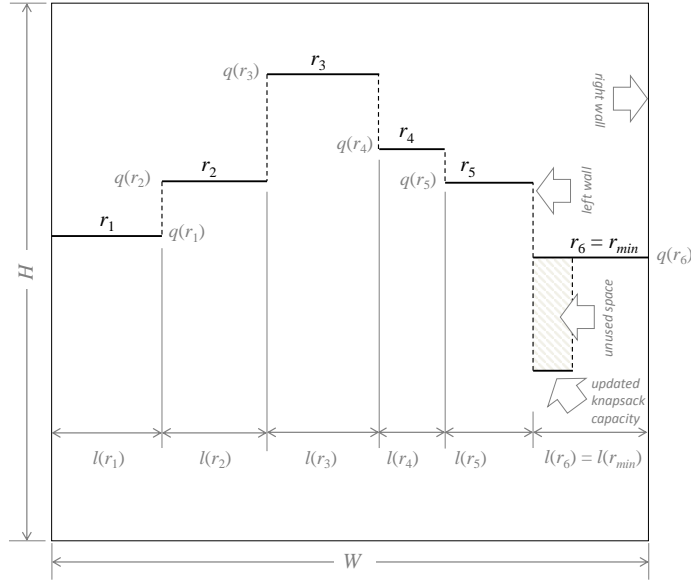 r3
q(r3)
right wall
r4
q(r4)
r2
r5
q(r2)
q(r5)
left wall
r1
q(r1)
r6 = rmin
q(r6)
H
unused space
updated
knapsack
capacity
l(r1)
l(r2)
l(r3)
l(r4)
l(r5)
l(r6) = l(rmin)
W